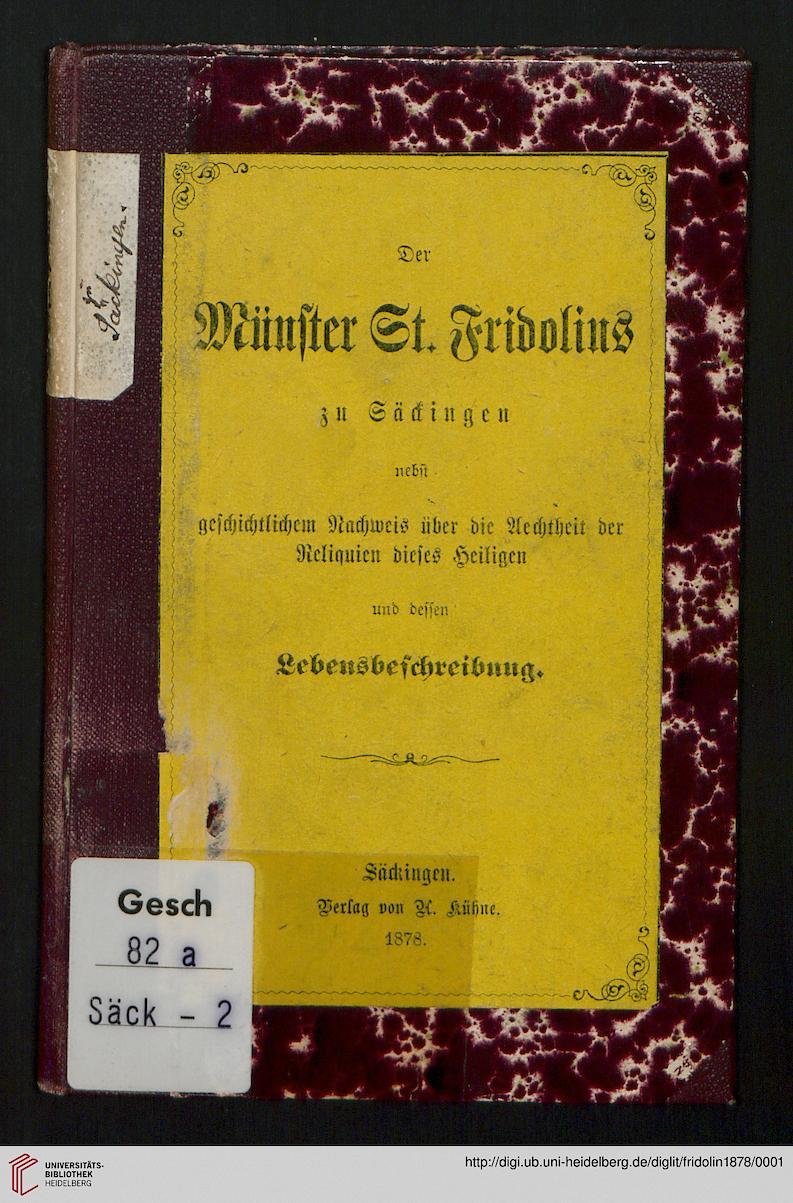 Der
Münster St. Fridolins
zu Säckingen
nebst
geschichtlichem Nachweis über die Aechtheit der
Reliquien dieses Heiligen
und dessen
Lebensbeschreibung.
Säckingen.
Verlag von A. Kühne.
1878.
Säckingen.
Gesch
82 a
Säck - 2
UNIVERSITÄTS-
BIBLIOTHEK
HEIDELBERG
http://digi.ub.uni-heidelberg.de/diglit/fridolin1878/0001